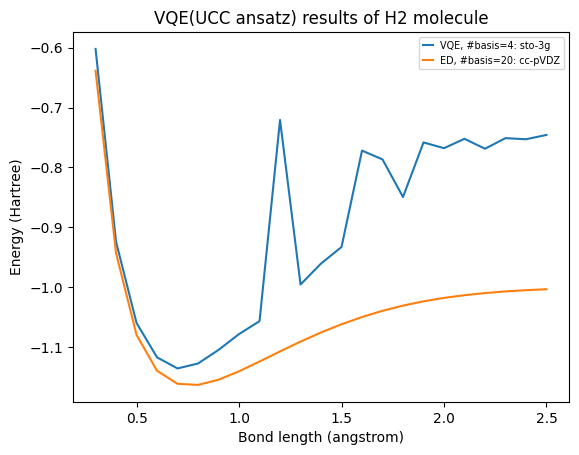 VQE(UCC ansatz) results of H2 molecule
VQE, #basis=4: sto-3g
ED, #basis=20: cc-pVDZ
Energy (Hartree)
−0.6
−0.7
−0.8
−0.9
−1.0
−1.1
0.5 1.0 1.5 2.0 2.5
Bond length (angstrom)